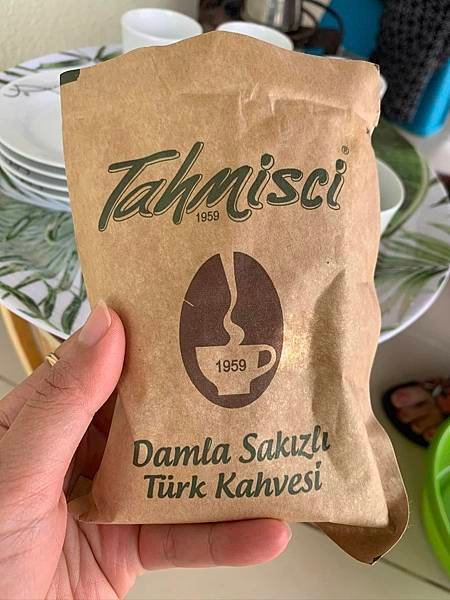 Tahmisci®
1959
1959
Damla Sakızlı
Türk Kahvesi